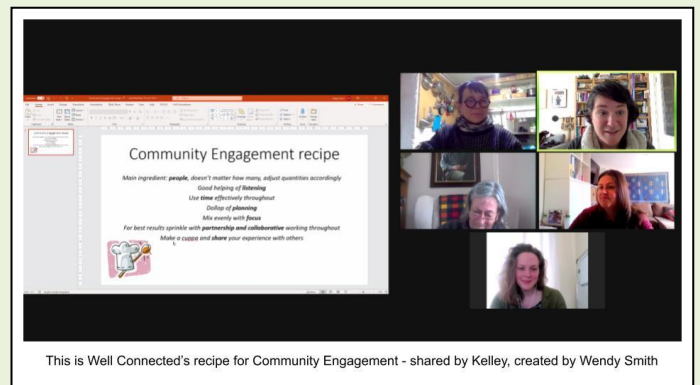 Community Engagement recipe
Main ingredient: people, doesn't matter how many, adjust quantities accordingly
Good helping of listening
Use time effectively throughout
Dollop of planning
Mix evenly with focus
For best results sprinkle with partnership and collaborative working throughout
Make a cuppa and share your experience with others
This is Well Connected's recipe for Community Engagement - shared by Kelley, created by Wendy Smith